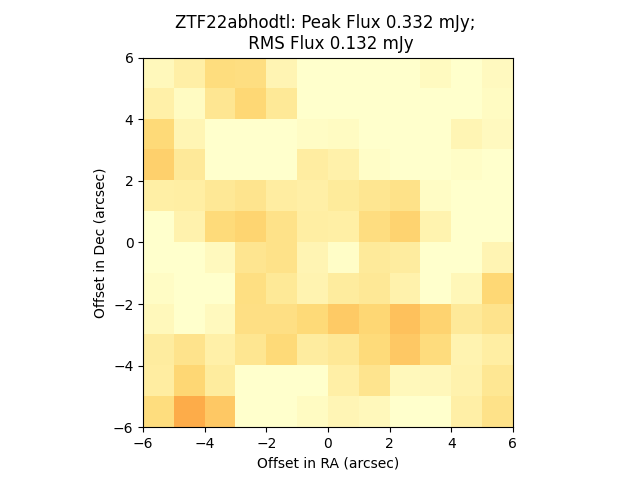 ZTF22abhodtl: Peak Flux 0.332 mJy;
RMS Flux 0.132 mJy
6
4
2
0
−2
−4
−6
Offset in Dec (arcsec)
−6 −4 −2 0 2 4 6
Offset in RA (arcsec)